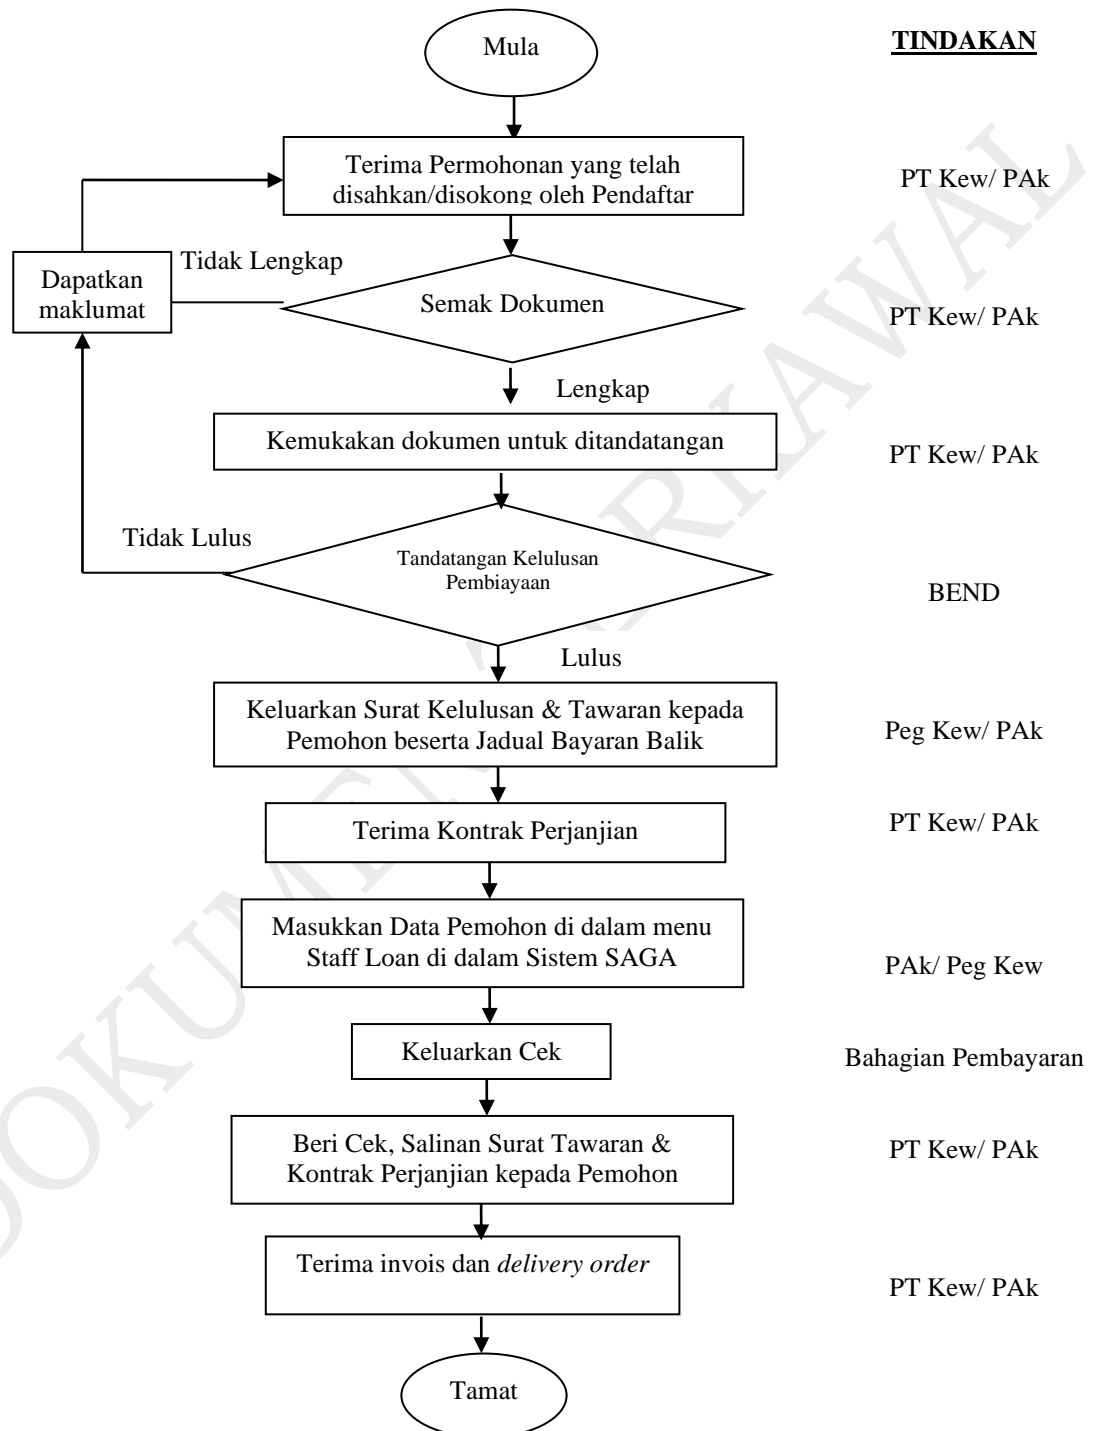 Mula
TINDAKAN
Terima Permohonan yang telah
disahkan/disokong oleh Pendaftar
PT Kew/ PAk
Tidak Lengkap
Dapatkan
maklumat
Semak Dokumen
PT Kew/ PAk
Lengkap
Kemukakan dokumen untuk ditandatangan
PT Kew/ PAk
Tidak Lulus
Tandatangan Kelulusan
Pembiayaan
BEND
Lulus
Keluarkan Surat Kelulusan & Tawaran kepada
Pemohon beserta Jadual Bayaran Balik
Peg Kew/ PAk
Terima Kontrak Perjanjian
PT Kew/ PAk
Masukkan Data Pemohon di dalam menu
Staff Loan di dalam Sistem SAGA
PAk/ Peg Kew
Keluarkan Cek
Bahagian Pembayaran
Beri Cek, Salinan Surat Tawaran &
Kontrak Perjanjian kepada Pemohon
PT Kew/ PAk
Terima invois dan delivery order
PT Kew/ PAk
Tamat